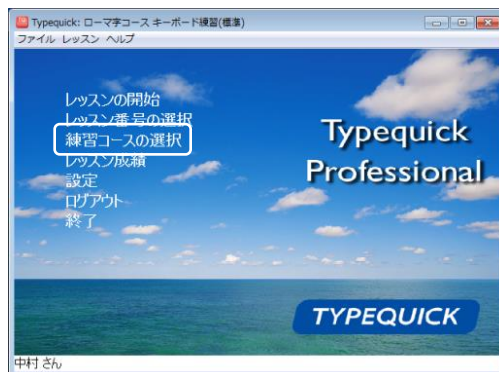 Typequick: ローマ字コース キーボード練習(標準)
ファイル レッスン ヘルプ
レッスンの開始
レッスン番号の選択
練習コースの選択
レッスン成績
設定
ログアウト
終了
Typequick
Professional
TYPEQUICK
中村 さん